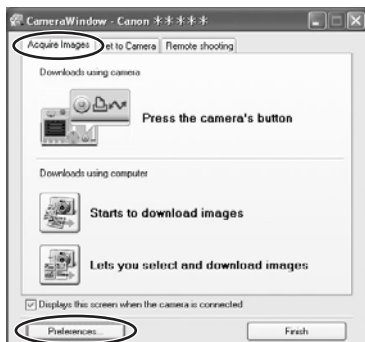 CameraWindow - Canon ＊＊＊＊＊
Acquire Images et to Camera Remote shooting
Downloads using camera
Press the camera's button
Downloads using computer
Starts to download images
Lets you select and download images
Displays this screen when the camera is connected.
Preferences... Finish